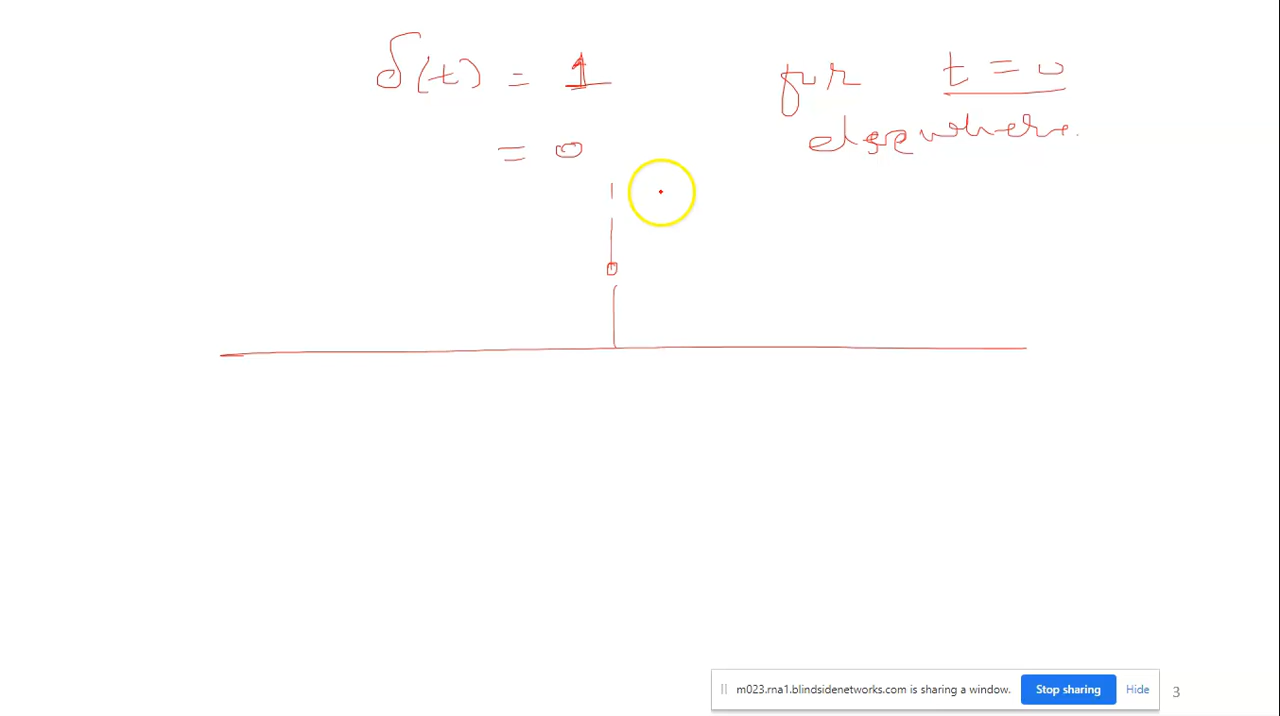 δ(t) = 1 for t = 0
= 0 elsewhere.
0
m023.rna1.blindsidenetworks.com is sharing a window. Stop sharing Hide 3